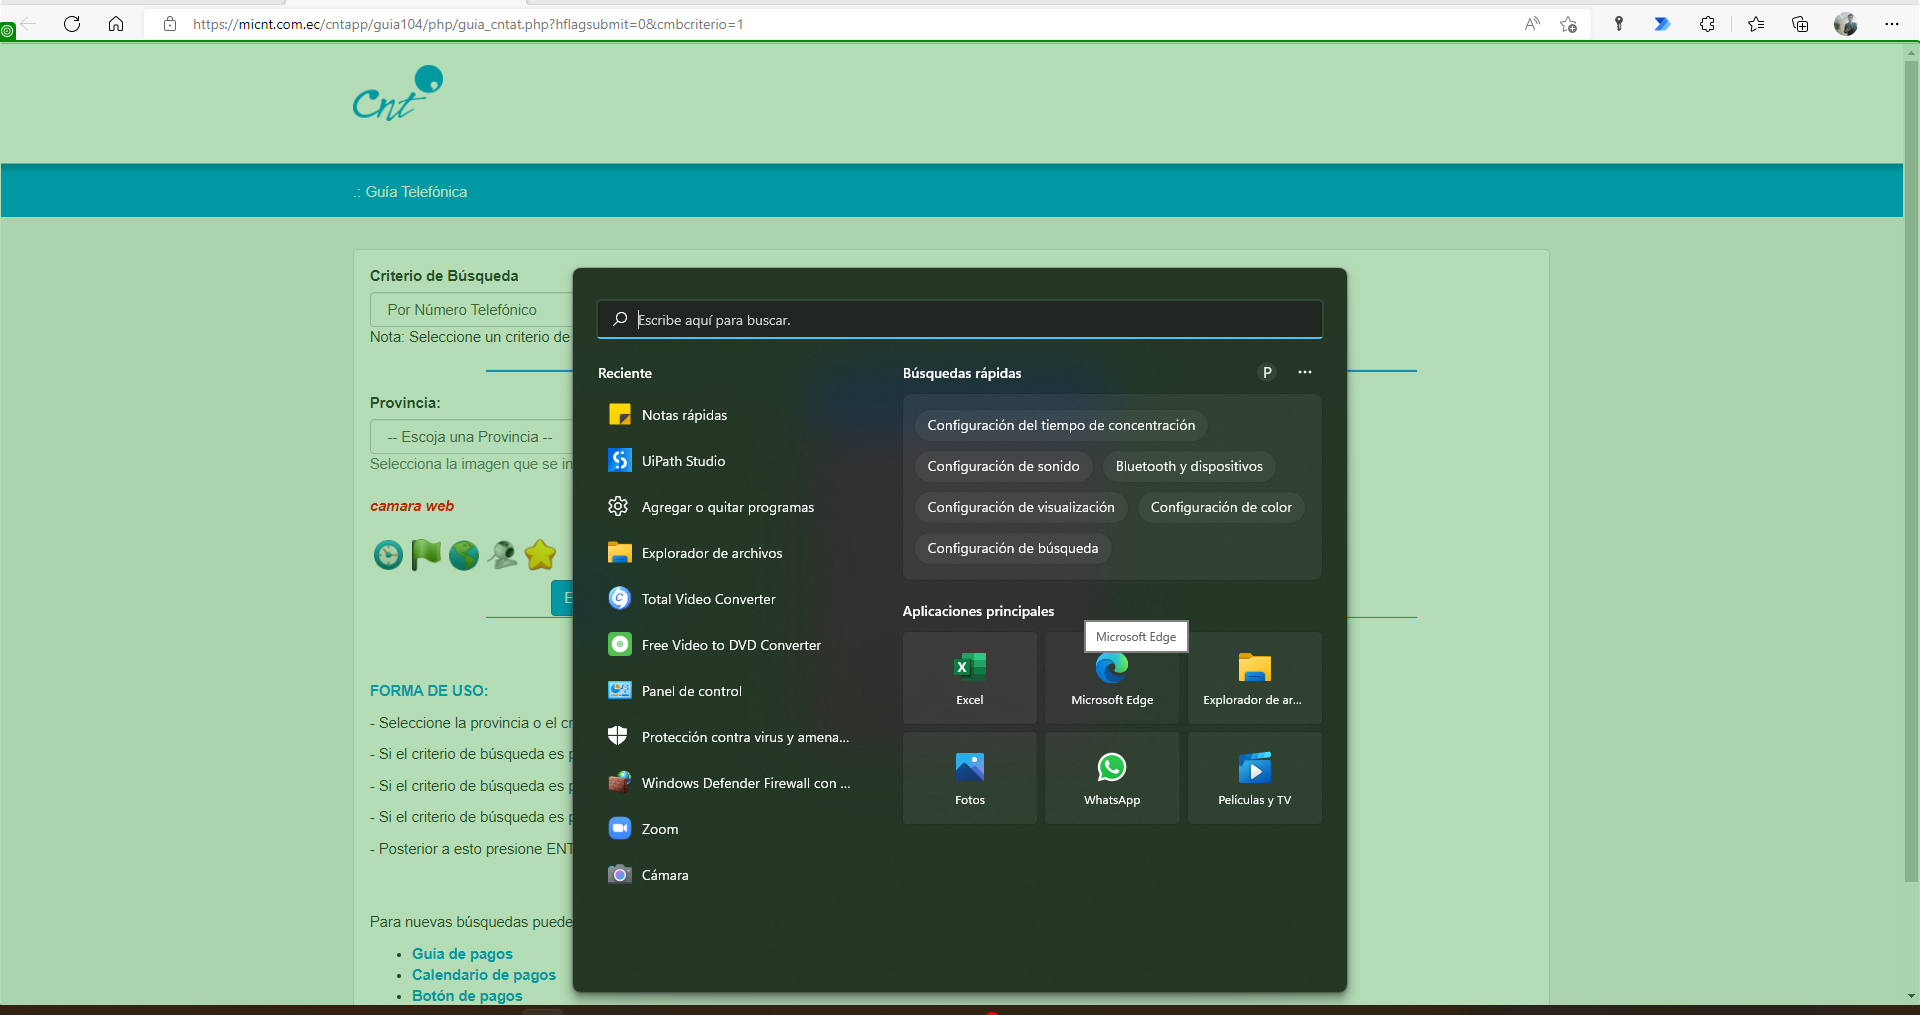 https://micnt.com.ec/cntapp/guia104/php/guia_cntat.php?hflagsubmit=0&cmbcriterio=1
Cnt
.: Guía Telefónica
Criterio de Búsqueda
Por Número Telefónico
Nota: Seleccione un criterio de
Provincia:
-- Escoja una Provincia --
Selecciona la imagen que se in
camara web
E
FORMA DE USO:
- Seleccione la provincia o el cr
- Si el criterio de búsqueda es p
- Si el criterio de búsqueda es p
- Si el criterio de búsqueda es p
- Posterior a esto presione ENT
Para nuevas búsquedas puede
• Guía de pagos
• Calendario de pagos
• Botón de pagos
Escribe aquí para buscar.
Reciente
Notas rápidas
UiPath Studio
Agregar o quitar programas
Explorador de archivos
Total Video Converter
Free Video to DVD Converter
Panel de control
Protección contra virus y amena...
Windows Defender Firewall con ...
Zoom
Cámara
Búsquedas rápidas
P
Configuración del tiempo de concentración
Configuración de sonido
Bluetooth y dispositivos
Configuración de visualización
Configuración de color
Configuración de búsqueda
Aplicaciones principales
Microsoft Edge
Excel
Microsoft Edge
Explorador de ar...
Fotos
WhatsApp
Películas y TV